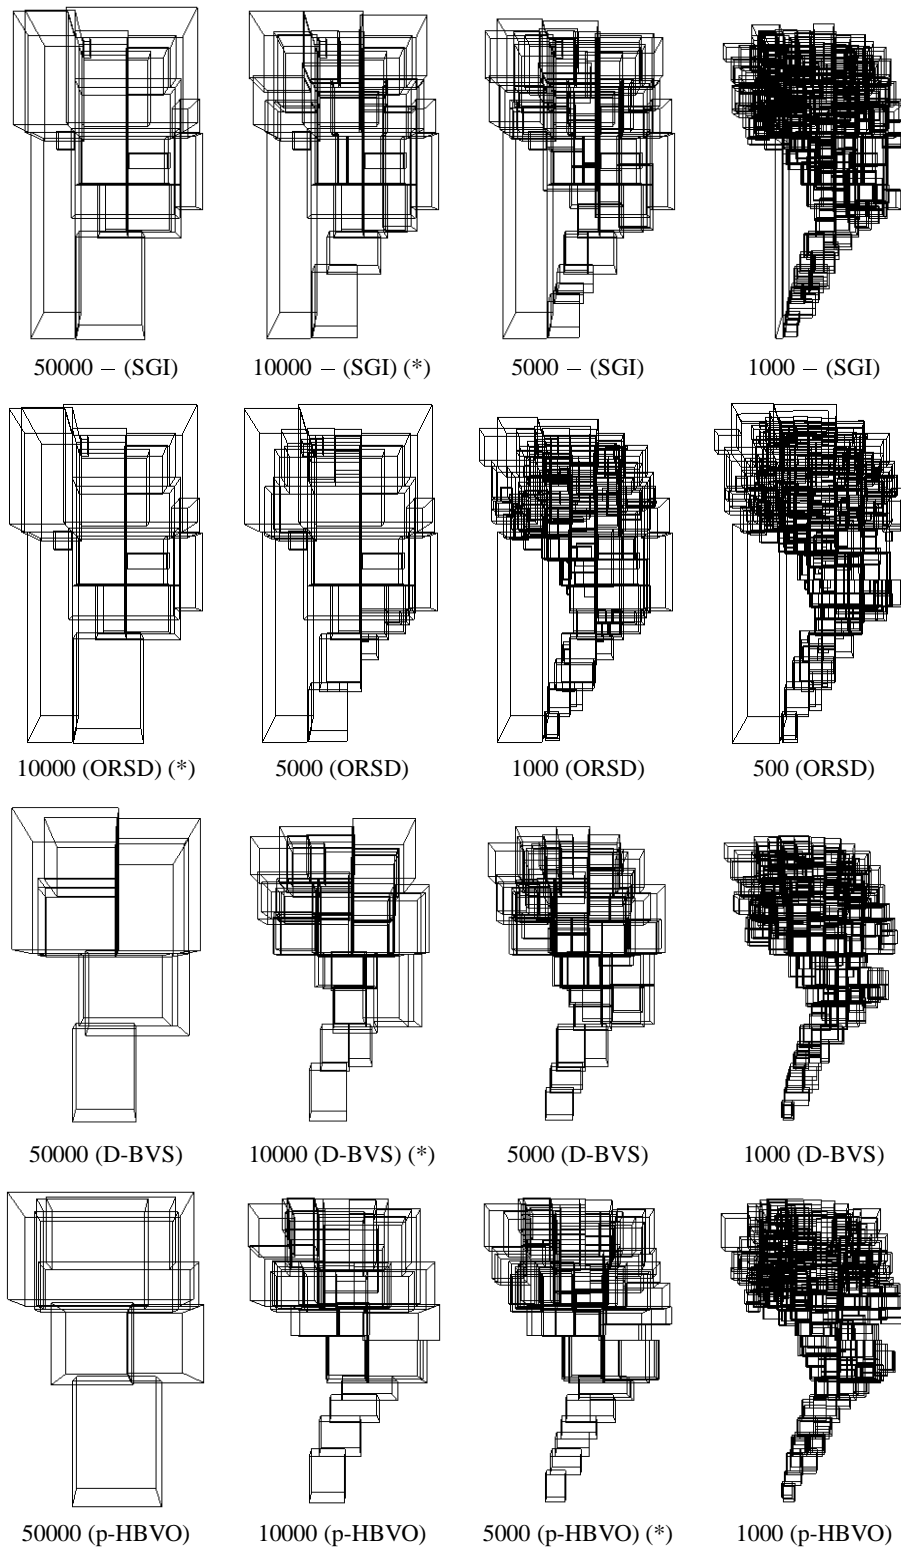 50000 – (SGI)
10000 – (SGI) (*)
5000 – (SGI)
1000 – (SGI)
10000 (ORSD) (*)
5000 (ORSD)
1000 (ORSD)
500 (ORSD)
50000 (D-BVS)
10000 (D-BVS) (*)
5000 (D-BVS)
1000 (D-BVS)
50000 (p-HBVO)
10000 (p-HBVO)
5000 (p-HBVO) (*)
1000 (p-HBVO)